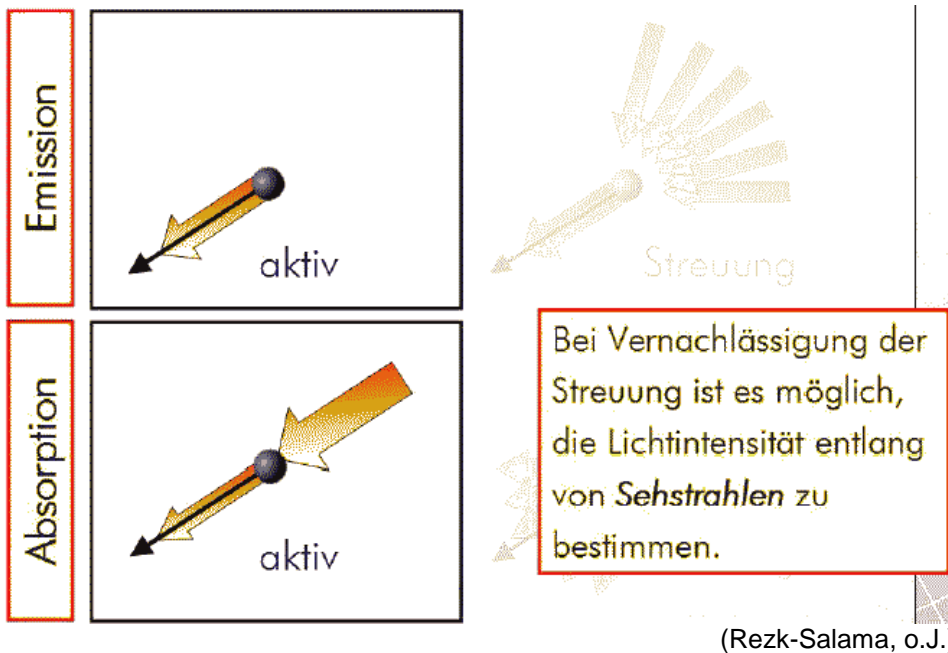 Emission
aktiv
Streuung
Absorption
aktiv
Bei Vernachlässigung der
Streuung ist es möglich,
die Lichtintensität entlang
von Sehstrahlen zu
bestimmen.
(Rezk-Salama, o.J.